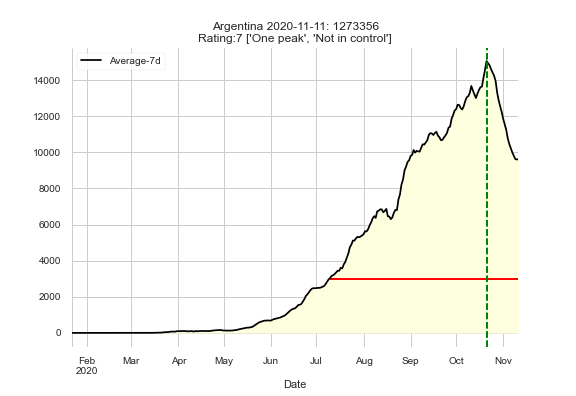 Argentina 2020-11-11: 1273356
Rating:7 ['One peak', 'Not in control']
Average-7d
14000
12000
10000
8000
6000
4000
2000
0
Feb Mar Apr May Jun Jul Aug Sep Oct Nov
2020
Date